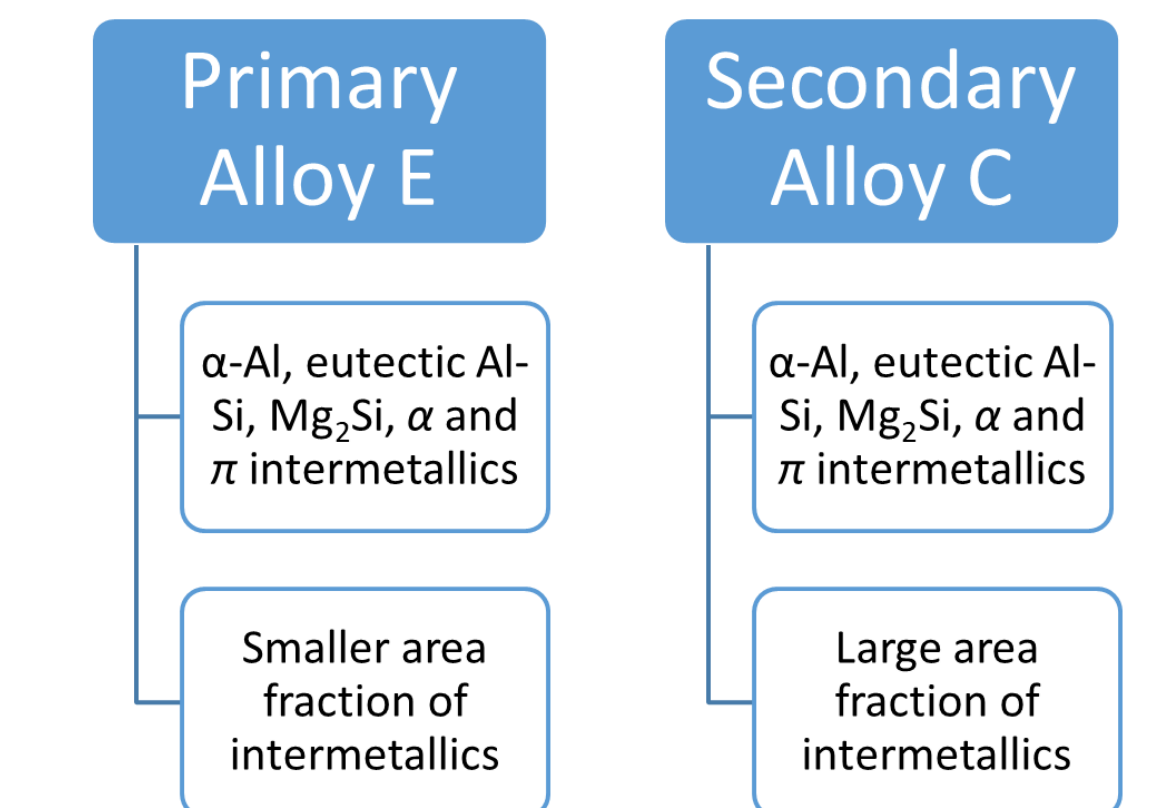 Primary
Alloy E
α-Al, eutectic Al-
Si, Mg₂Si, α and
π intermetallics
Smaller area
fraction of
intermetallics
Secondary
Alloy C
α-Al, eutectic Al-
Si, Mg₂Si, α and
π intermetallics
Large area
fraction of
intermetallics